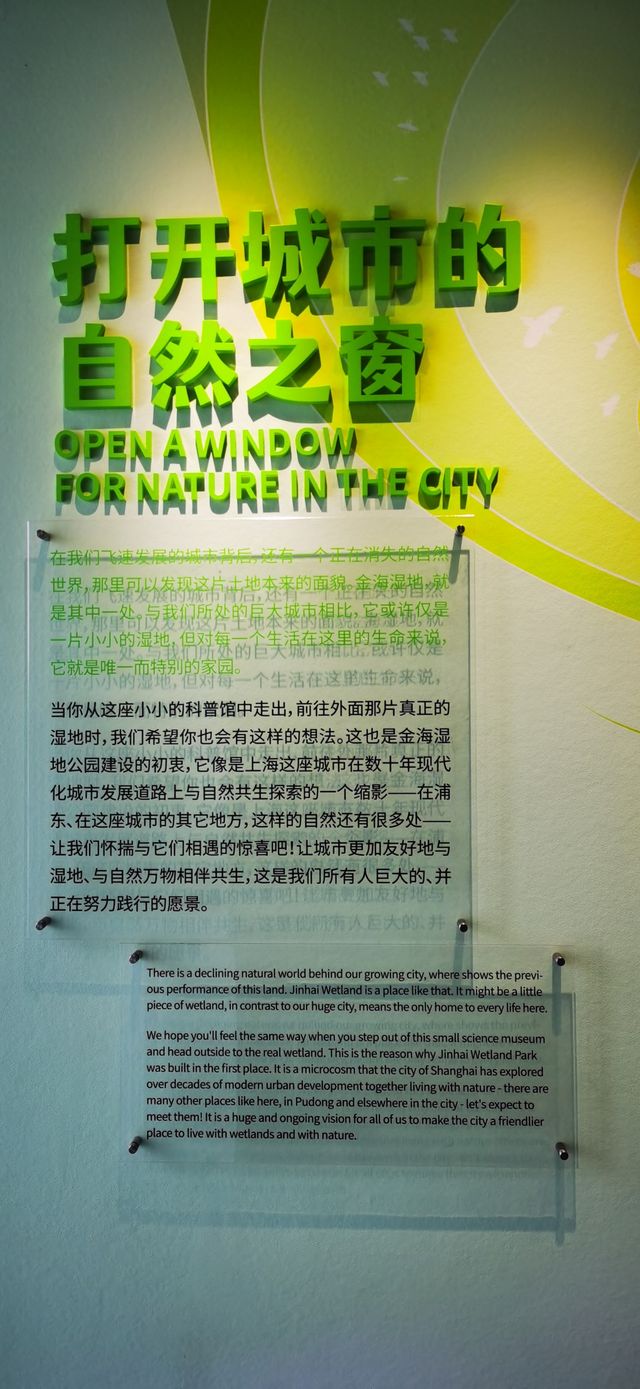 打开城市的
自然之窗
OPEN A WINDOW
FOR NATURE IN THE CITY
在我们飞速发展的城市背后，还有一个正在消失的自然
世界，那里可以发现这片土地本来的面貌。金海湿地，就
是其中一处。与我们所处的巨大城市相比，它或许仅是
一片小小的湿地，但对每一个生活在这里的生命来说，
它就是唯一而特别的家园。
当你从这座小小的科普馆中走出，前往外面那片真正的
湿地时，我们希望你也会有这样的想法。这也是金海湿
地公园建设的初衷，它像是上海这座城市在数十年现代
化城市发展道路上与自然共生探索的一个缩影——在浦
东、在这座城市的其它地方，这样的自然还有很多处——
让我们怀揣与它们相遇的惊喜吧！让城市更加友好地与
湿地、与自然万物相伴共生，这是我们所有人巨大的、并
正在努力践行的愿景。
There is a declining natural world behind our growing city, where shows the previ-
ous performance of this land. Jinhai Wetland is a place like that. It might be a little
piece of wetland, in contrast to our huge city, means the only home to every life here.
We hope you'll feel the same way when you step out of this small science museum
and head outside to the real wetland. This is the reason why Jinhai Wetland Park
was built in the first place. It is a microcosm that the city of Shanghai has explored
over decades of modern urban development together living with nature - there are
many other places like here, in Pudong and elsewhere in the city - let's expect to
meet them! It is a huge and ongoing vision for all of us to make the city a friendlier
place to live with wetlands and with nature.